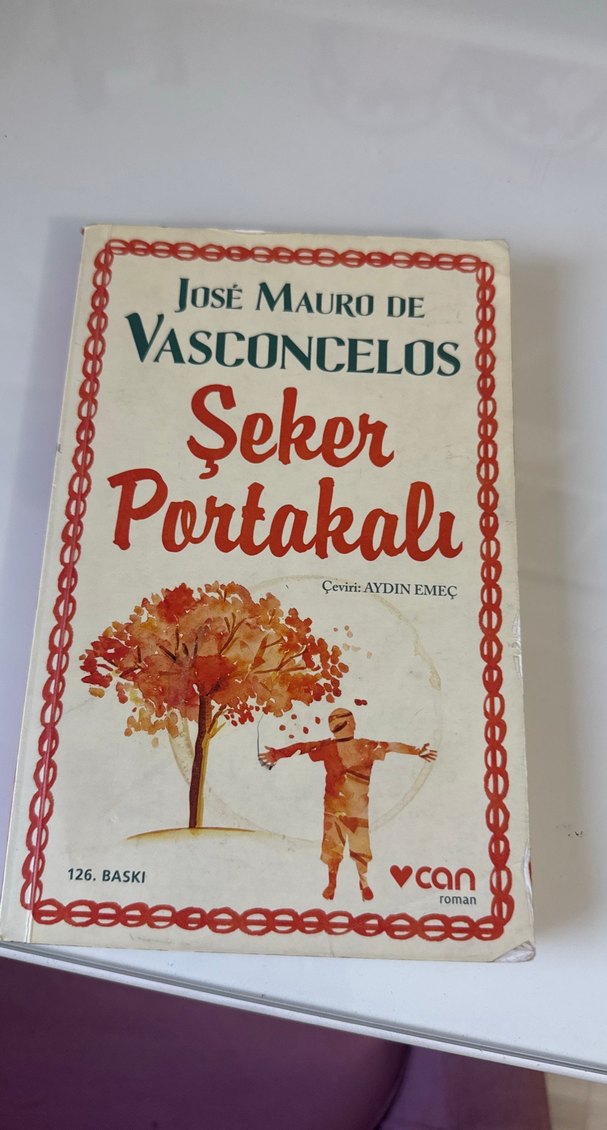 JOSÉ MAURO DE
VASCONCELOS
Şeker
Portakalı
Çeviri: AYDIN EMEÇ
126. BASKI
can
roman